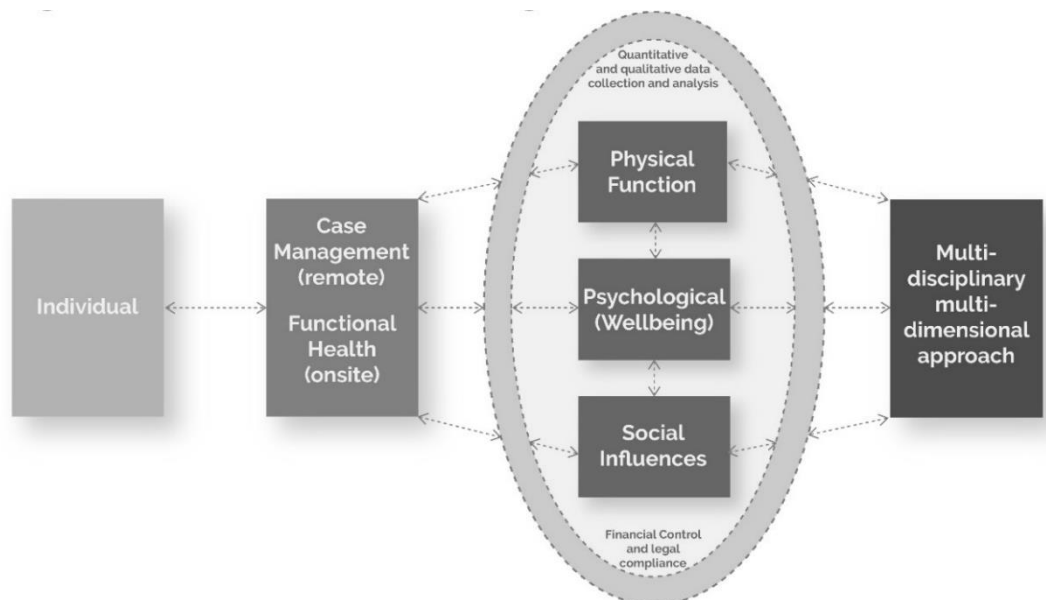 Quantitative
and qualitative data
collection and analysis
Physical
Function
Individual
Case
Management
(remote)
Functional
Health
(onsite)
Psychological
(Wellbeing)
Multi-
disciplinary
multi-
dimensional
approach
Social
Influences
Financial Control
and legal
compliance